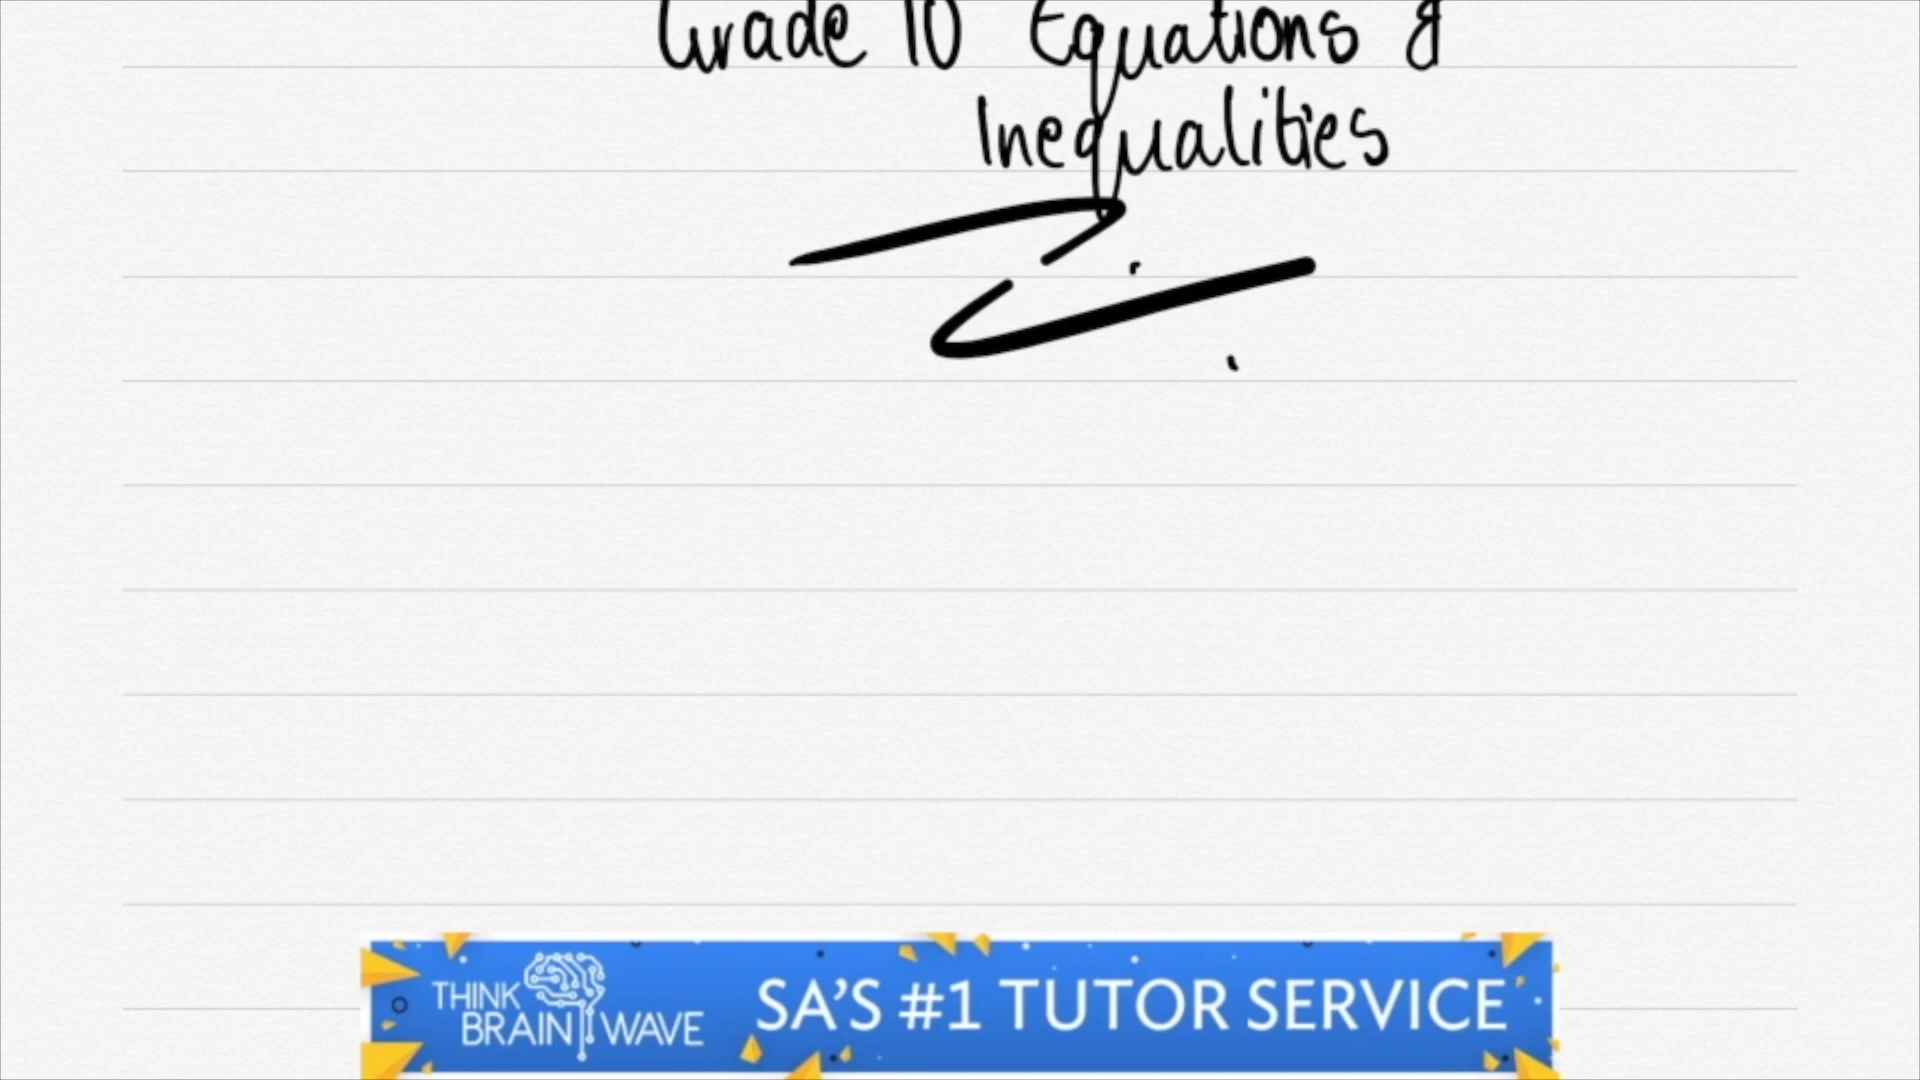 Grade 10 Equations &
Inequalities
THINK
BRAIN WAVE
SA'S #1 TUTOR SERVICE